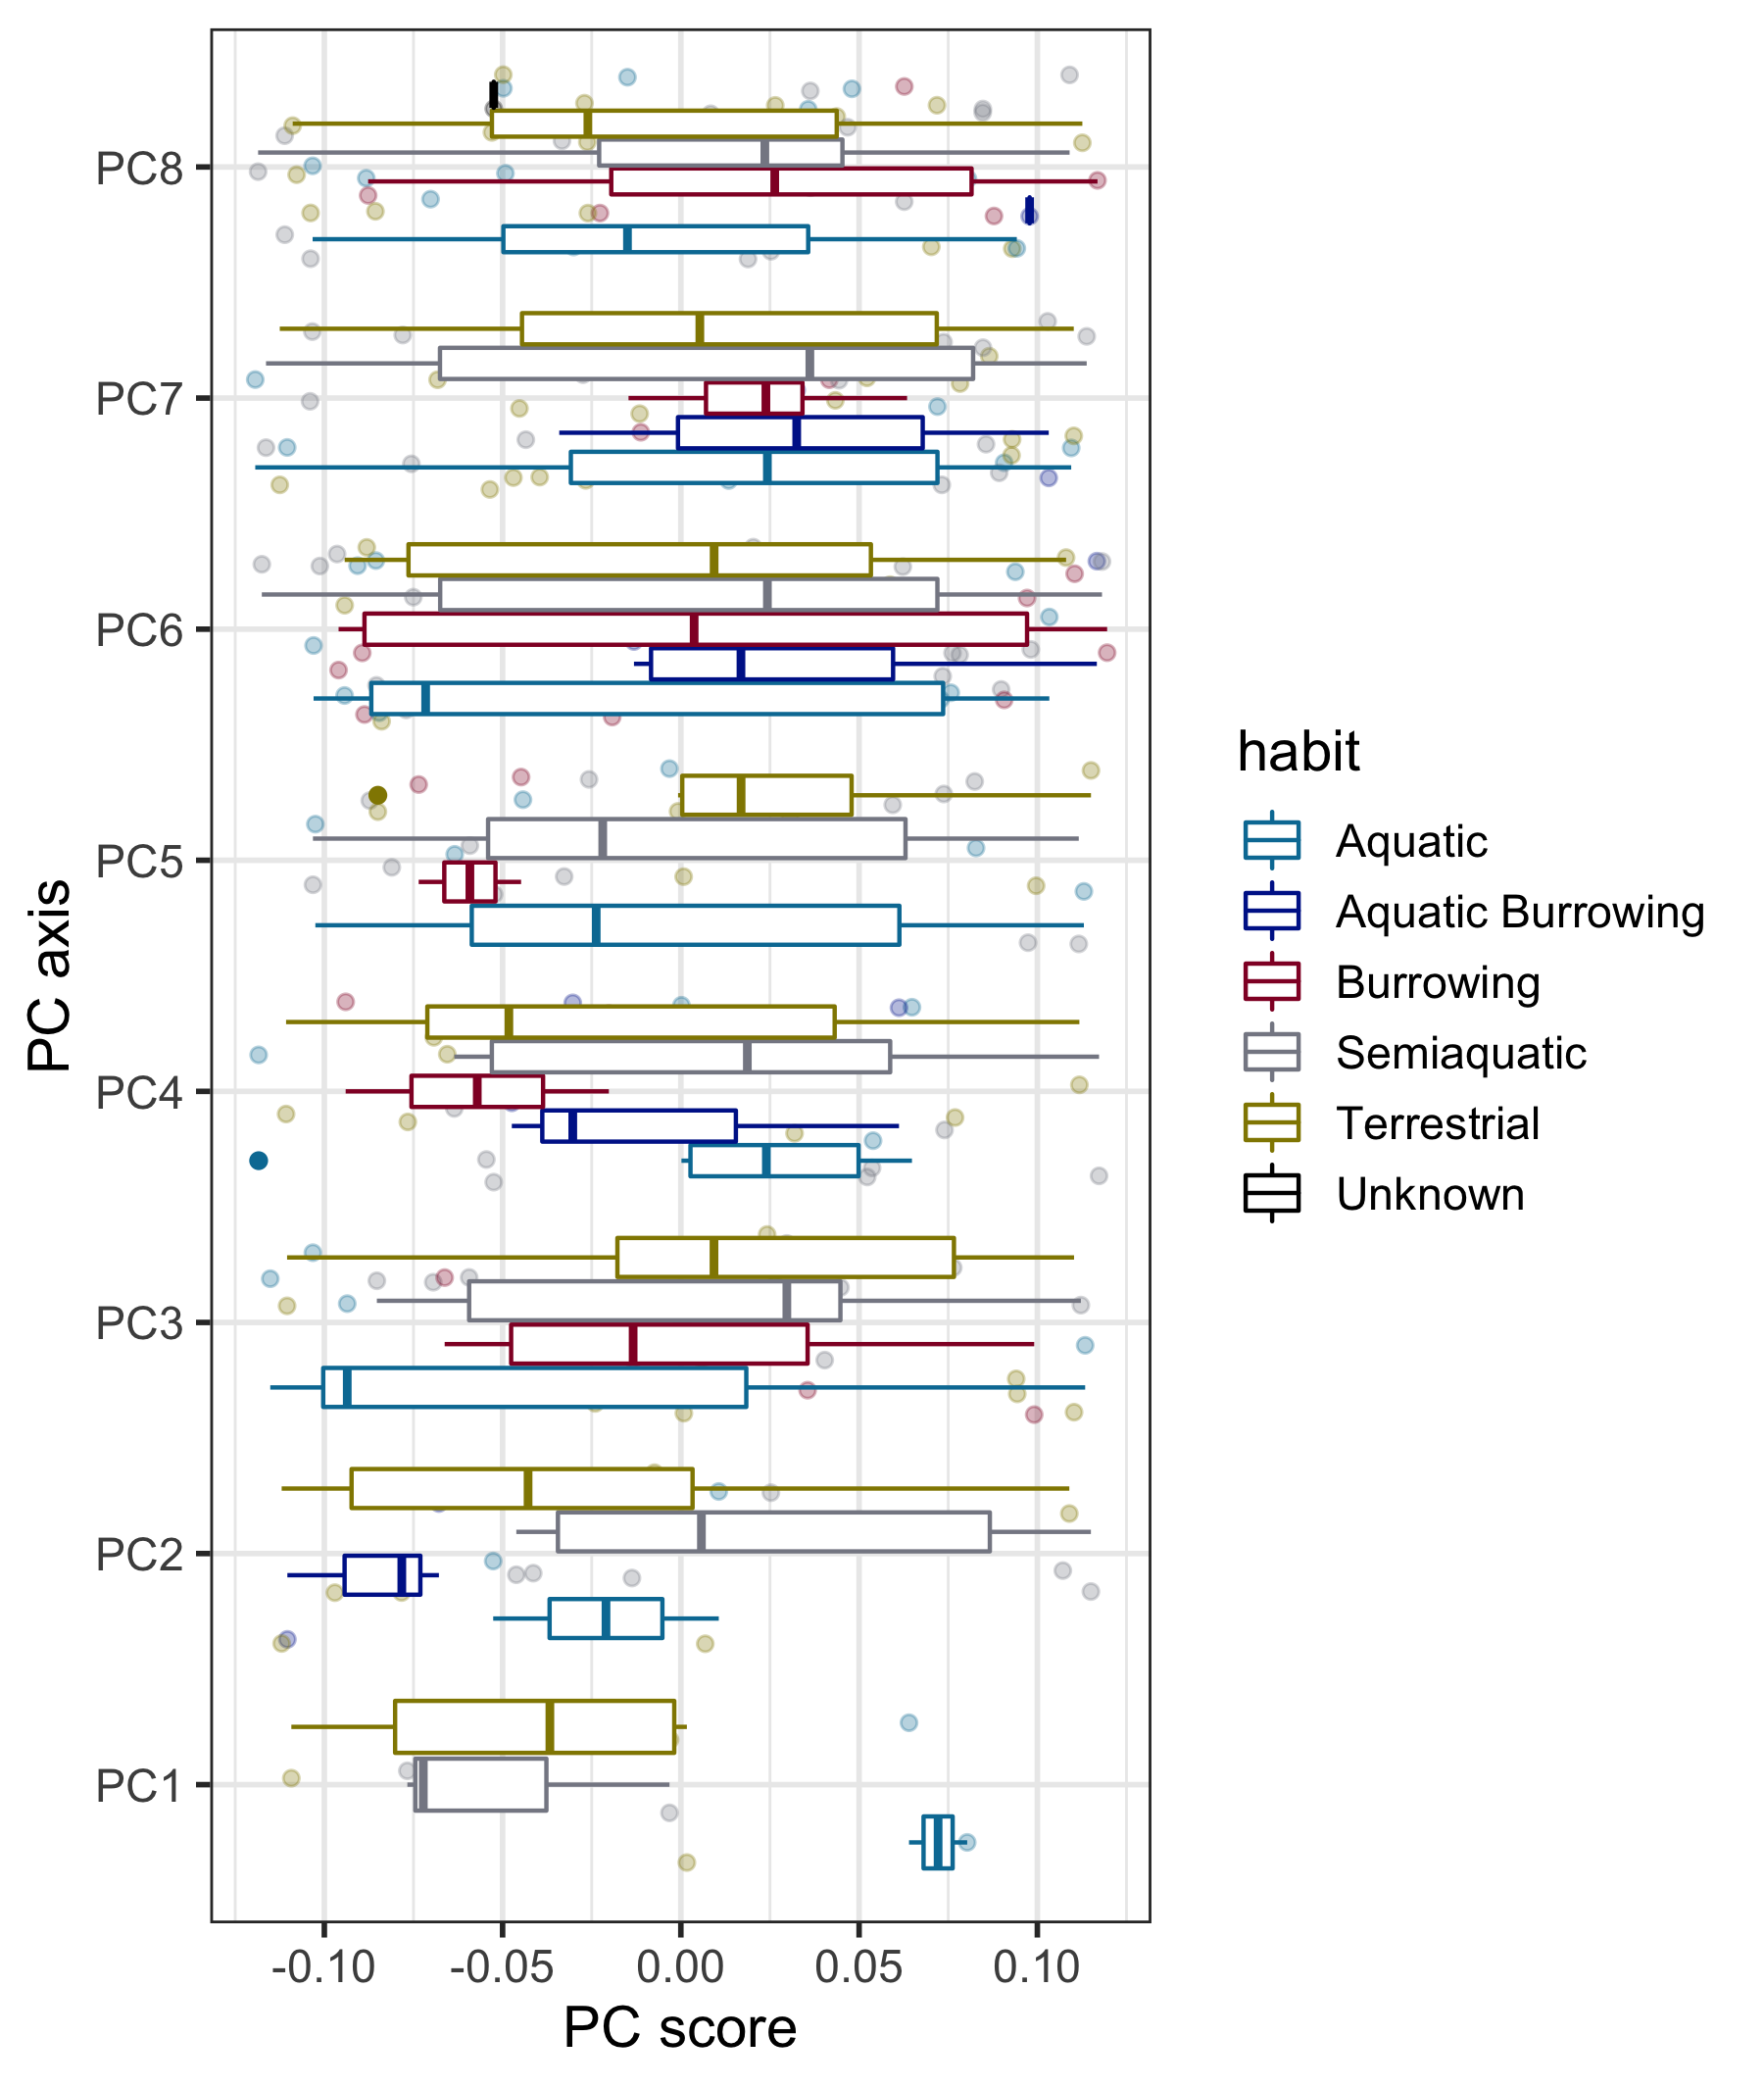 PC8
PC7
PC6
PC5
PC4
PC3
PC2
PC1
PC axis
-0.10 -0.05 0.00 0.05 0.10
PC score
habit
Aquatic
Aquatic Burrowing
Burrowing
Semiaquatic
Terrestrial
Unknown